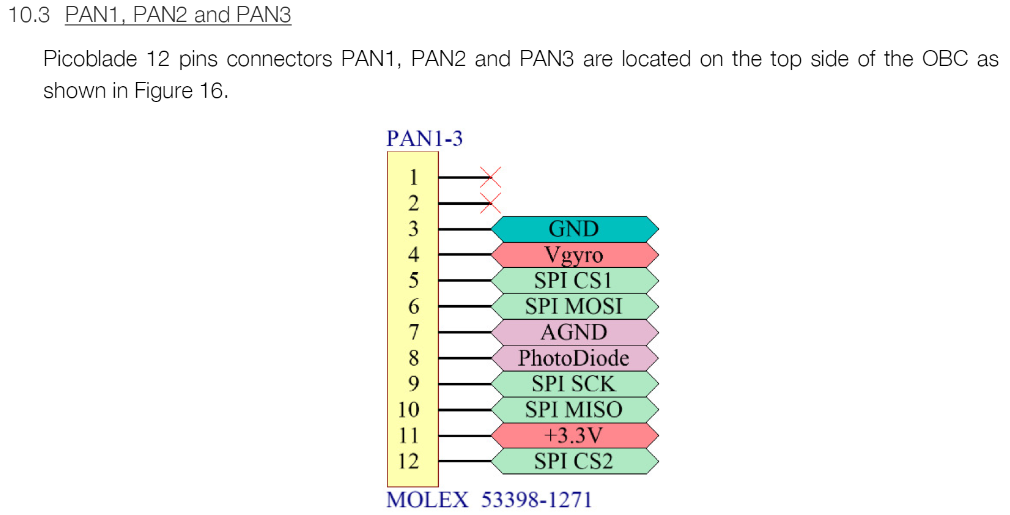 10.3 PAN1, PAN2 and PAN3
Picoblade 12 pins connectors PAN1, PAN2 and PAN3 are located on the top side of the OBC as
shown in Figure 16.
PAN1-3
1
2
3 GND
4 Vgyro
5 SPI CS1
6 SPI MOSI
7 AGND
8 PhotoDiode
9 SPI SCK
10 SPI MISO
11 +3.3V
12 SPI CS2
MOLEX 53398-1271